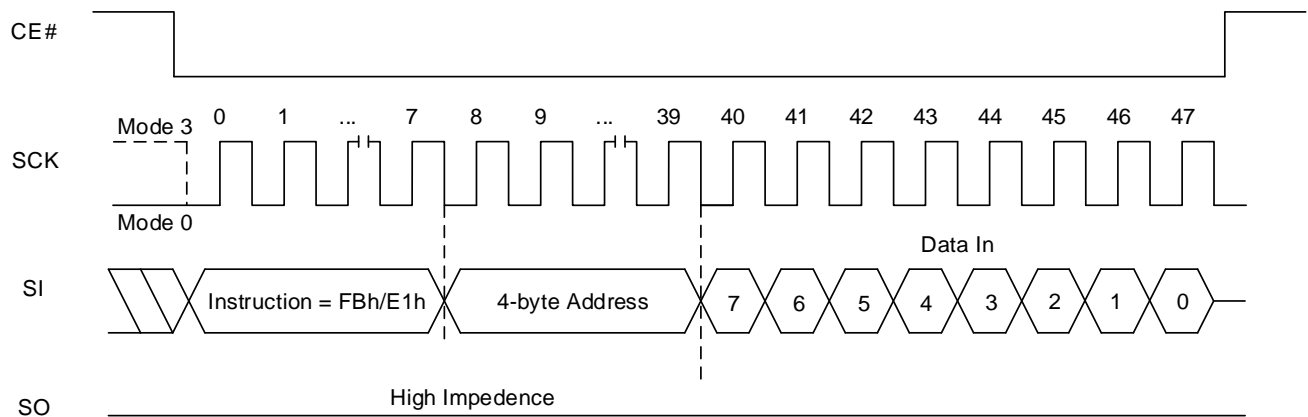 CE#
0 1 ... 7 8 9 ... 39 40 41 42 43 44 45 46 47
Mode 3
SCK
Mode 0
Data In
SI
Instruction = FBh/E1h 4-byte Address 7 6 5 4 3 2 1 0
High Impedence
SO